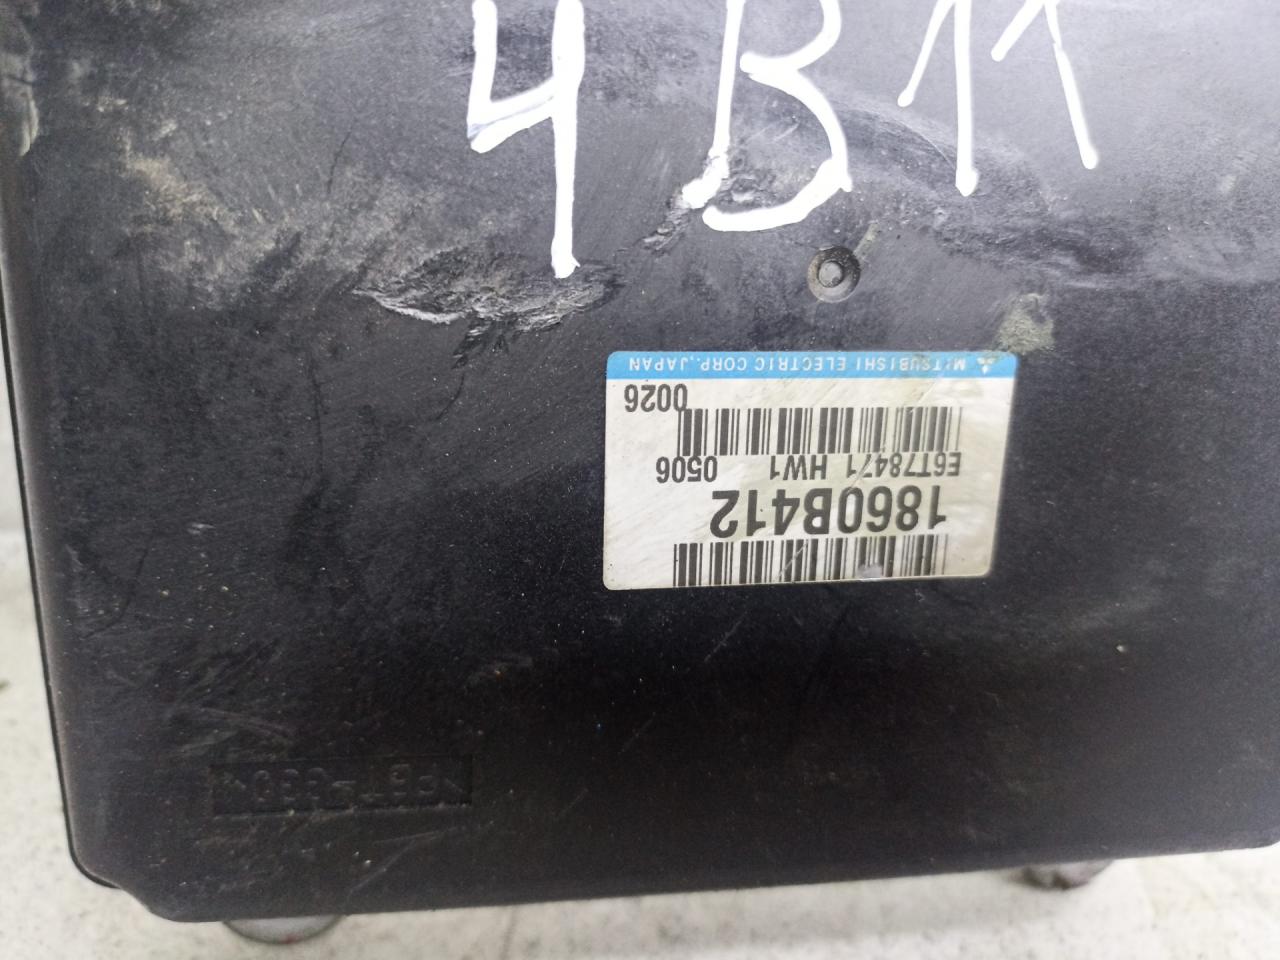 4B11
MITSUBISHI ELECTRIC CORP. JAPAN
0026
E6T78471 HW1 0506
1860B412